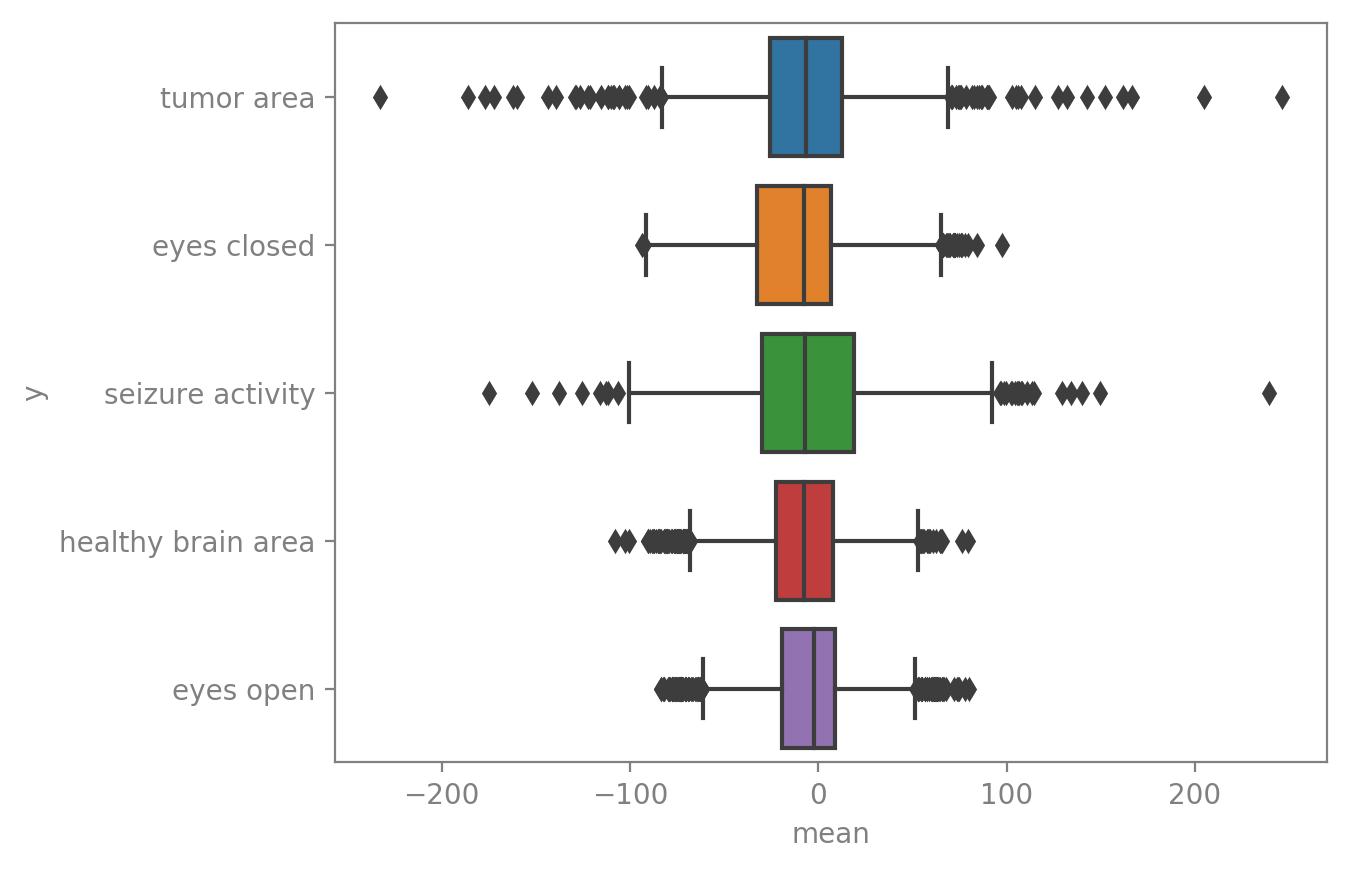 tumor area
eyes closed
seizure activity
healthy brain area
eyes open
y
−200 −100 0 100 200
mean